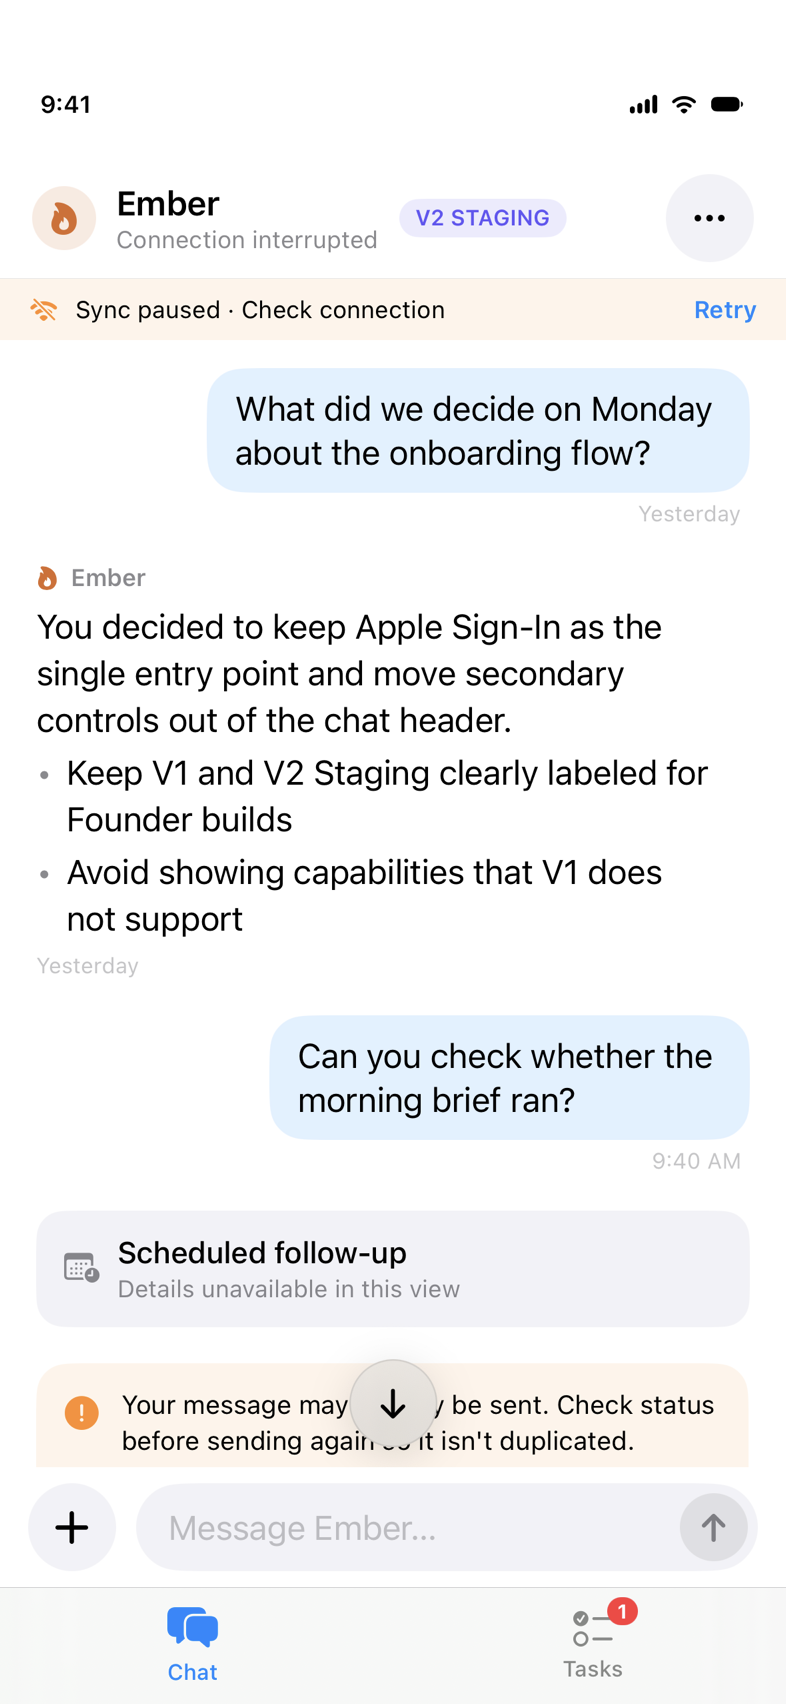 9:41
Ember
Connection interrupted
V2 STAGING
Sync paused · Check connection
Retry
What did we decide on Monday
about the onboarding flow?
Yesterday
Ember
You decided to keep Apple Sign-In as the
single entry point and move secondary
controls out of the chat header.
• Keep V1 and V2 Staging clearly labeled for
Founder builds
• Avoid showing capabilities that V1 does
not support
Yesterday
Can you check whether the
morning brief ran?
9:40 AM
Scheduled follow-up
Details unavailable in this view
Your message may be sent. Check status
before sending again it isn't duplicated.
Message Ember...
Chat
1
Tasks